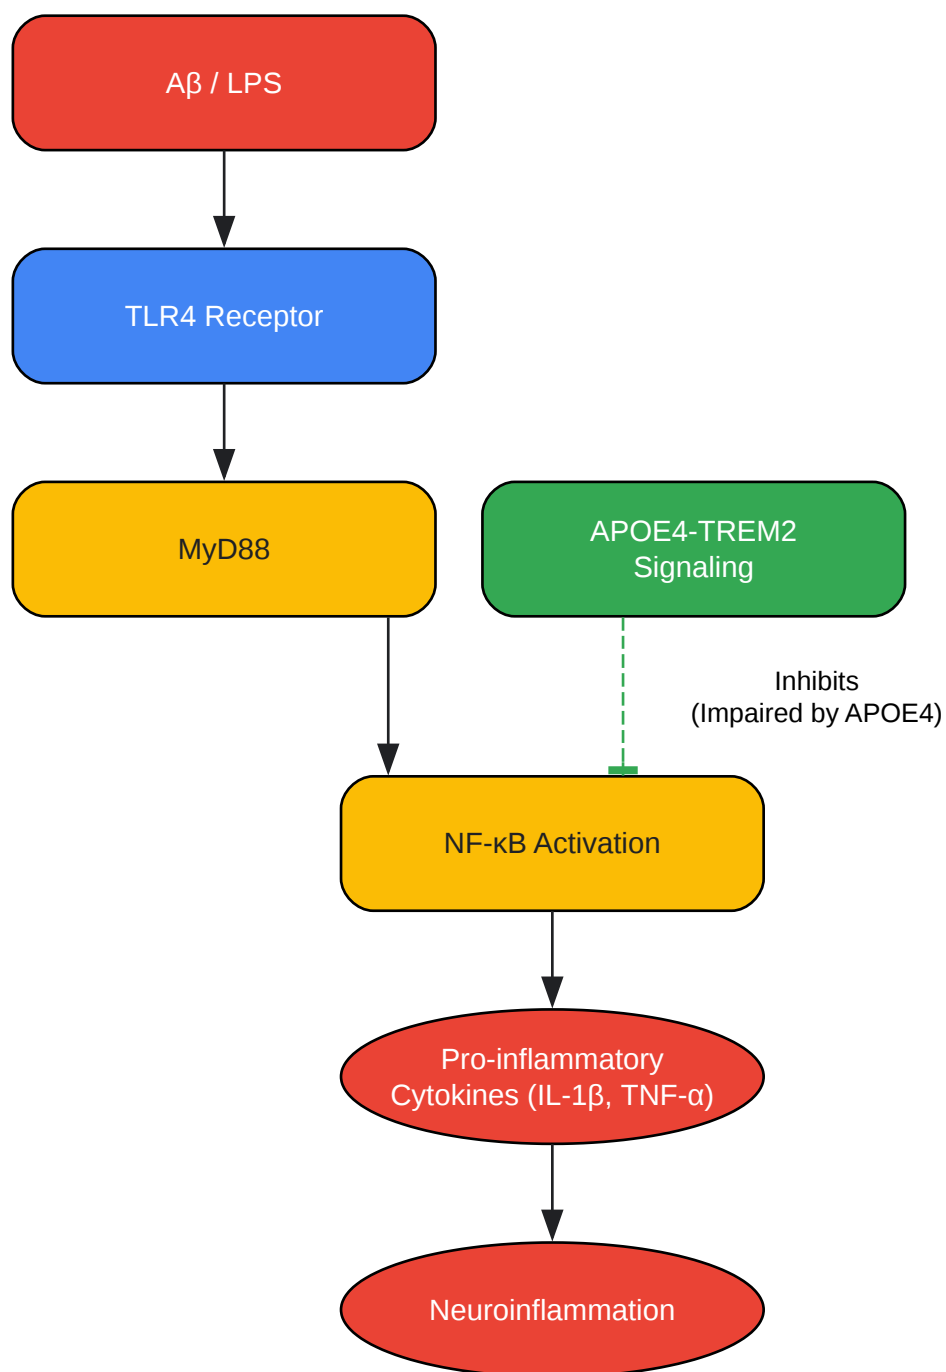 Aβ / LPS
TLR4 Receptor
MyD88
APOE4-TREM2
Signaling
Inhibits
(Impaired by APOE4)
NF-κB Activation
Pro-inflammatory
Cytokines (IL-1β, TNF-α)
Neuroinflammation